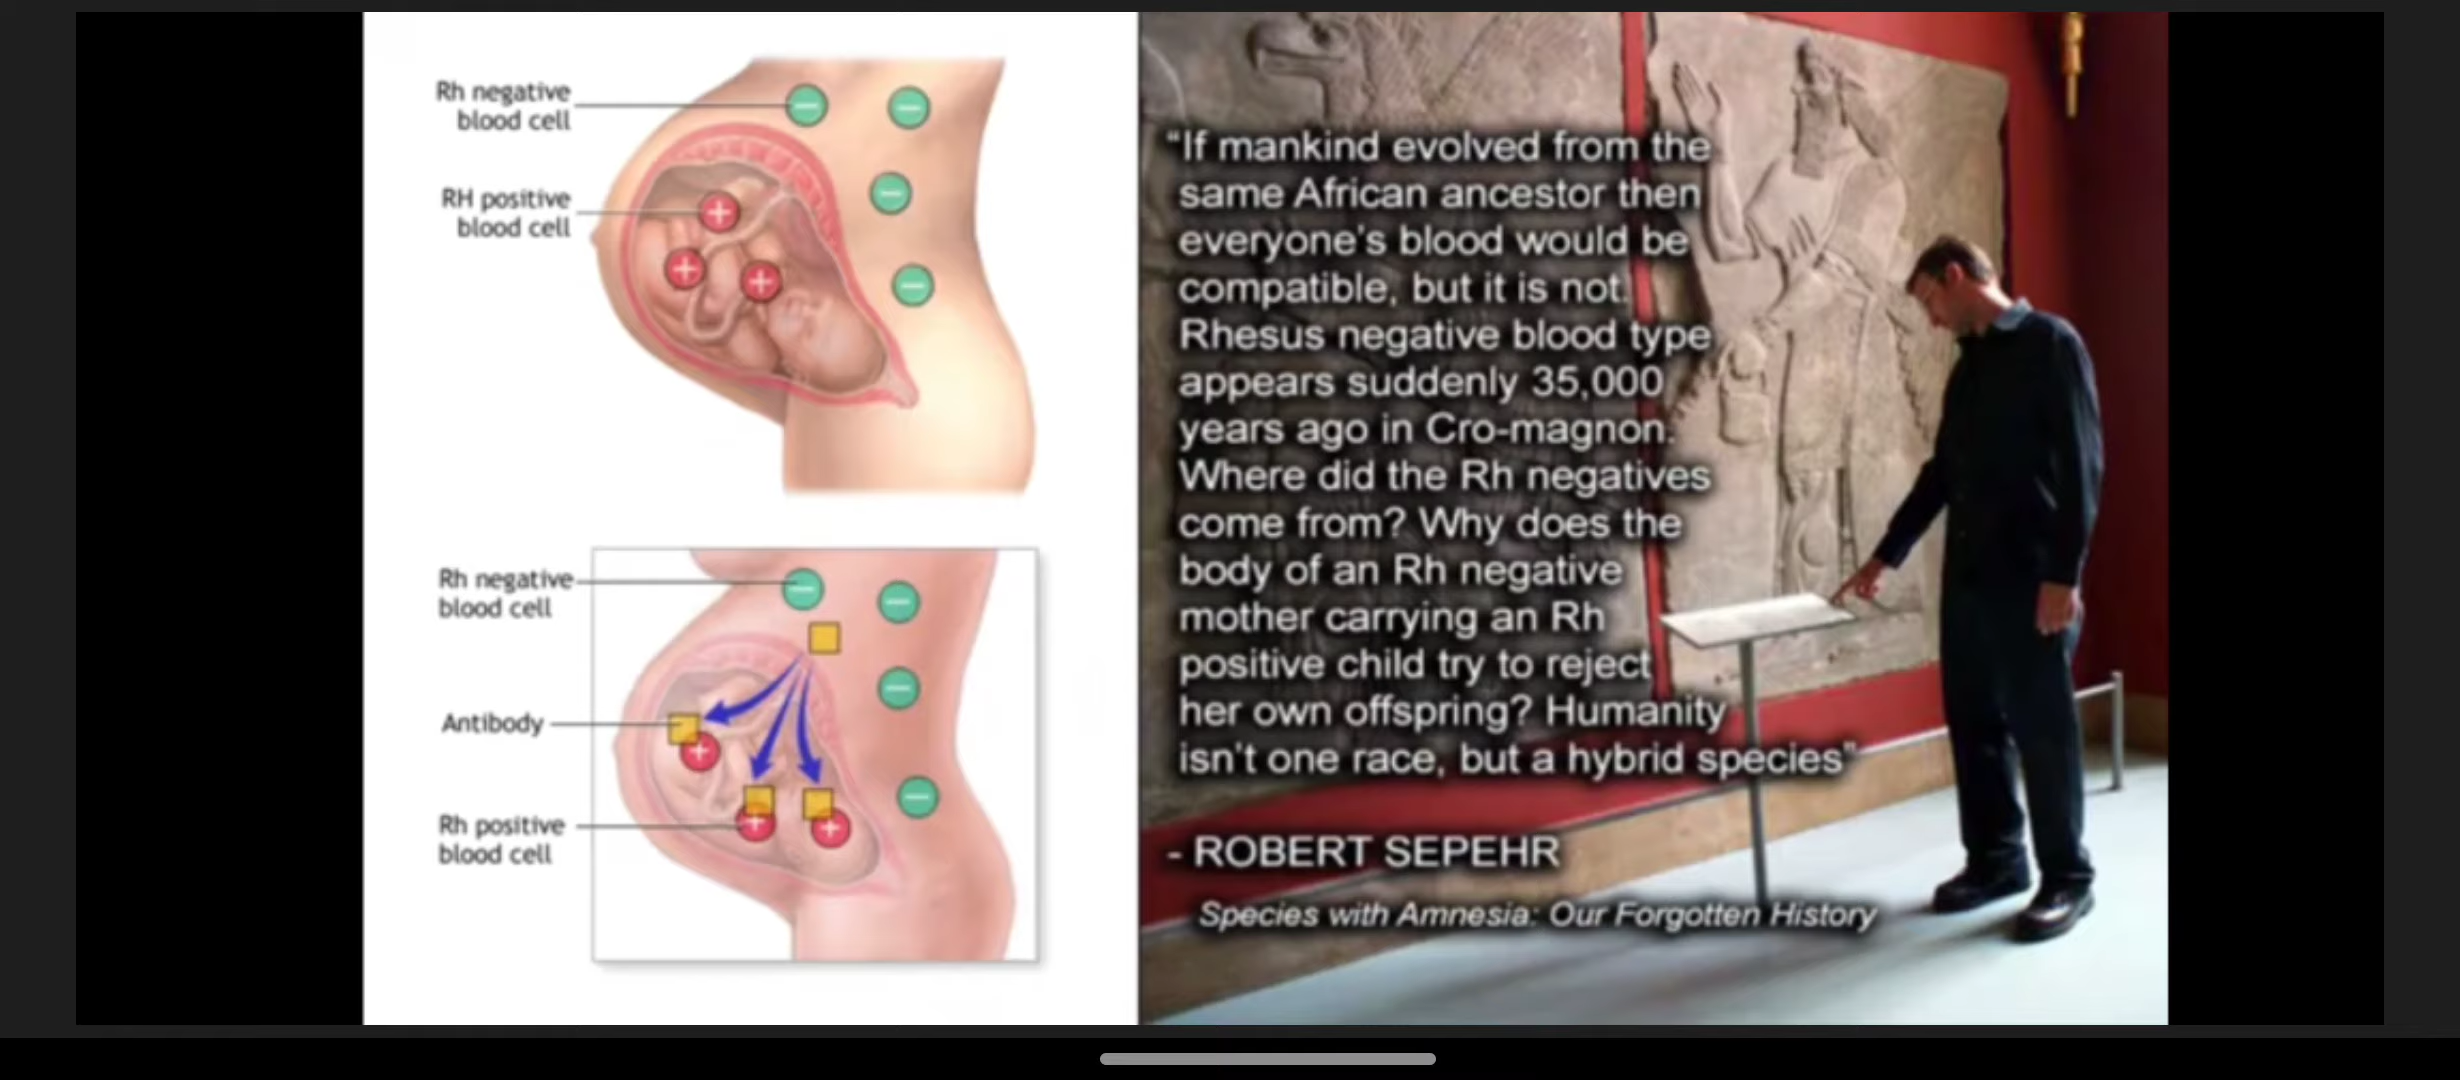 Rh negative
blood cell
RH positive
blood cell
Rh negative
blood cell
Antibody
Rh positive
blood cell
"If mankind evolved from the
same African ancestor then
everyone's blood would be
compatible, but it is not.
Rhesus negative blood type
appears suddenly 35,000
years ago in Cro-magnon.
Where did the Rh negatives
come from? Why does the
body of an Rh negative
mother carrying an Rh
positive child try to reject
her own offspring? Humanity
isn't one race, but a hybrid species"
- ROBERT SEPEHR
Species with Amnesia: Our Forgotten History